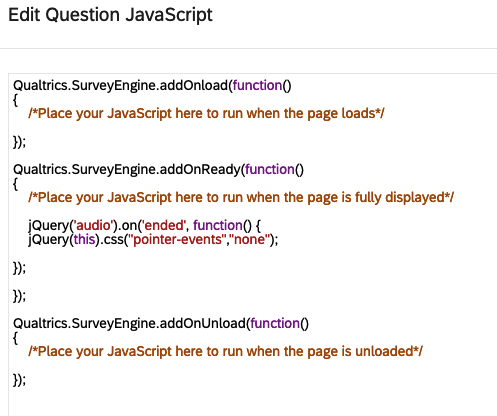 Edit Question JavaScript
Qualtrics.SurveyEngine.addOnload(function()
{
/*Place your JavaScript here to run when the page loads*/
});
Qualtrics.SurveyEngine.addOnReady(function()
{
/*Place your JavaScript here to run when the page is fully displayed*/
jQuery('audio').on('ended', function() {
jQuery(this).css("pointer-events","none");
});
});
Qualtrics.SurveyEngine.addOnUnload(function()
{
/*Place your JavaScript here to run when the page is unloaded*/
});